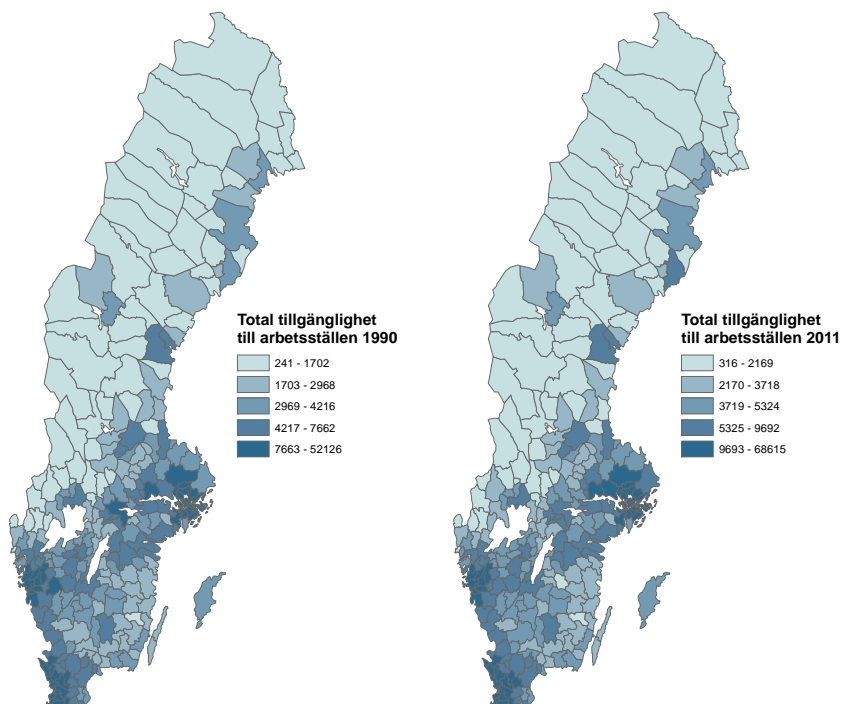 Total tillgänglighet
till arbetsställen 1990
241 - 1702
1703 - 2968
2969 - 4216
4217 - 7662
7663 - 52126
Total tillgänglighet
till arbetsställen 2011
316 - 2169
2170 - 3718
3719 - 5324
5325 - 9692
9693 - 68615